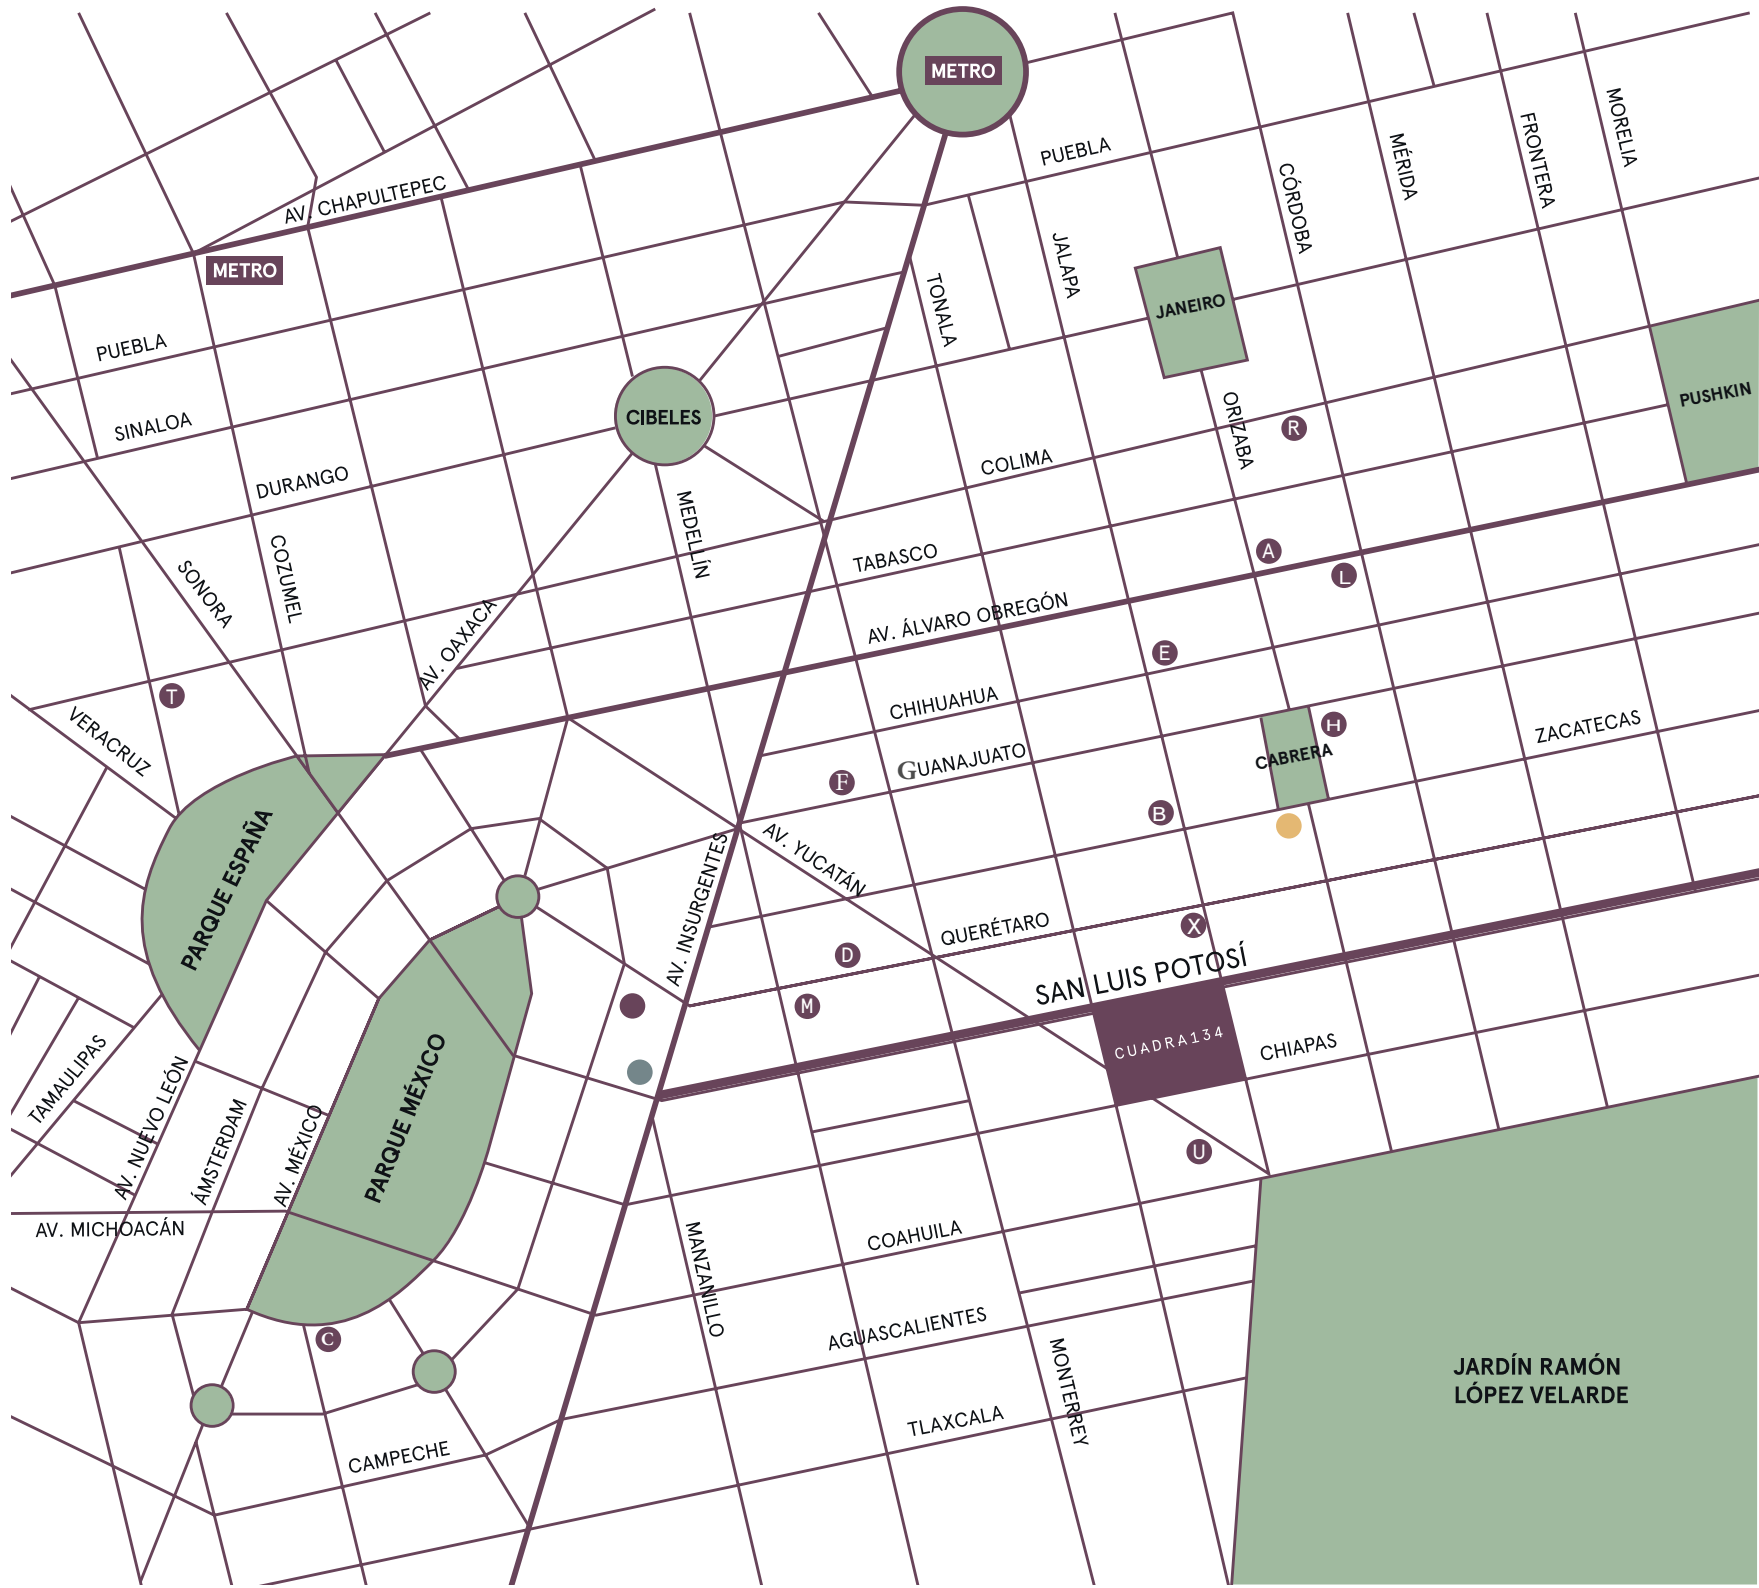 METRO
MORELIA
FRONTERA
MÉRIDA
PUEBLA
CÓRDOBA
AV. CHAPULTEPEC
METRO
JALAPA
TONALA
JANEIRO
PUEBLA
PUSHKIN
SINALOA
CIBELES
ORIZABA
R
DURANGO
COLIMA
MEDELLÍN
COZUMEL
SONORA
TABASCO
A
L
AV. ÁLVARO OBREGÓN
AV. OAXACA
E
T
CHIHUAHUA
VERACRUZ
H
ZACATECAS
GUANAJUATO
CABRERA
F
B
AV. YUCATÁN
PARQUE ESPAÑA
AV. INSURGENTES
QUERÉTARO
X
D
SAN LUIS POTOSÍ
M
CUADRA134
CHIAPAS
TAMAULIPAS
PARQUE MÉXICO
AV. NUEVO LEÓN
ÁMSTERDAM
AV. MÉXICO
U
AV. MICHOACÁN
COAHUILA
MANZANILLO
AGUASCALIENTES
C
MONTERREY
JARDÍN RAMÓN
LÓPEZ VELARDE
TLAXCALA
CAMPECHE